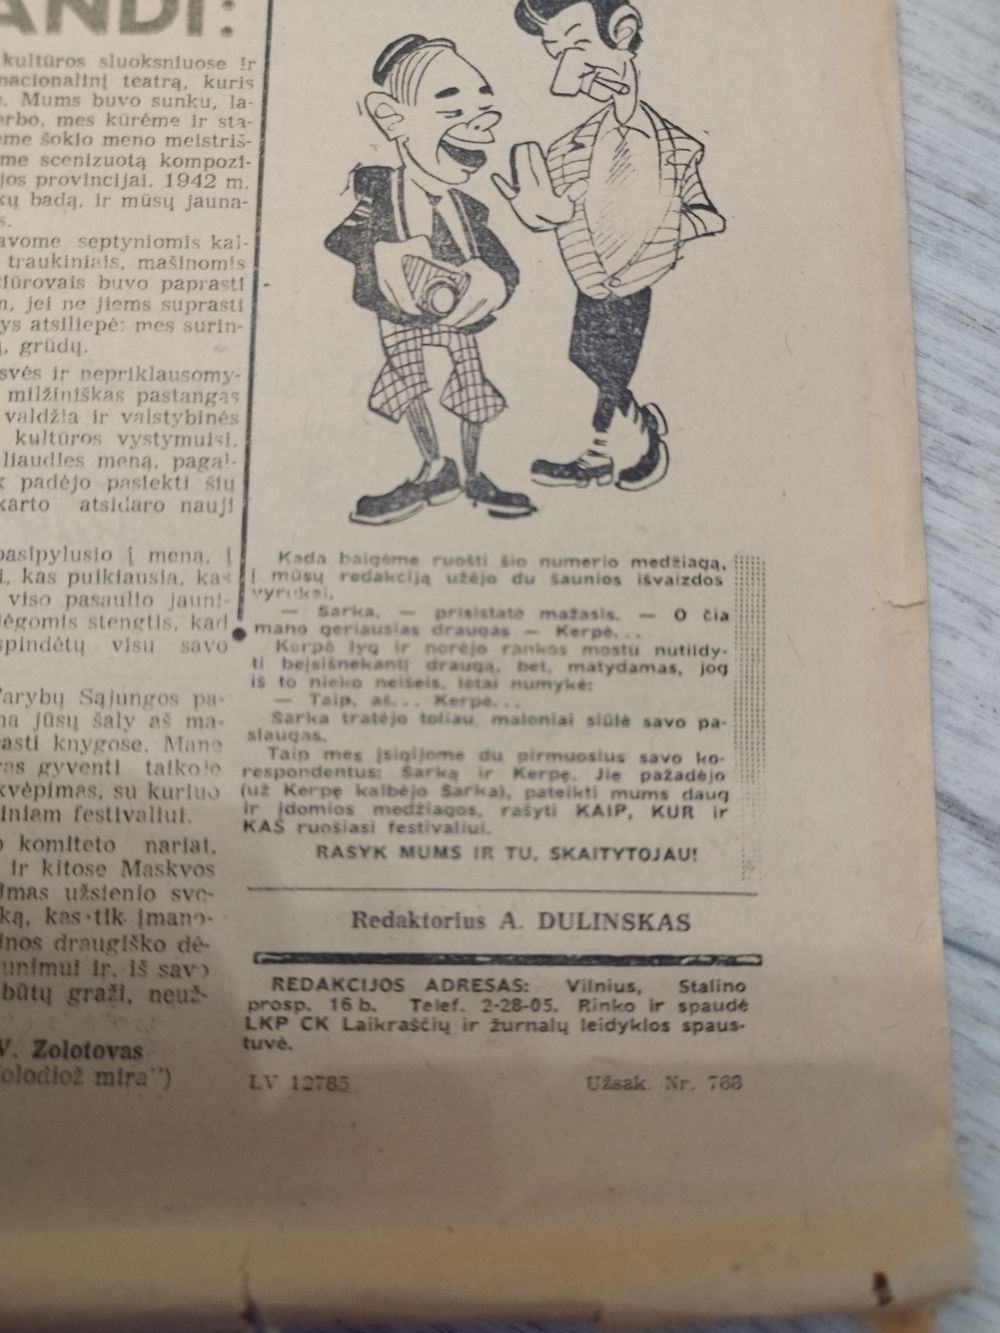 ANDI:
kultūros sluoksniuose ir
nacionalinį teatrą, kuris
. Mums buvo sunku, la-
arbo, mes kūrėme ir sta-
ėme šokio meno meistriš-
me scenizuotą kompozi-
jos provincijai. 1942 m.
kų badą, ir mūsų jauna-
s.
avome septyniomis kal-
traukiniais, mašinomis
žiūrovais buvo paprasti
n, jei ne jiems suprasti
ys atsiliepė: mes surin-
ų, grūdų.
svės ir nepriklausomy-
milžiniškas pastangas
valdžia ir valstybinės
kultūros vystymuisi.
liaudies meną, pagal-
k padėjo pasiekti šių
karto atsidaro nauji
pasipylusio į mena, į
i, kas puikiausia, kas
viso pasaulio jauni-
jėgomis stengtis, kad
spindėtų visu savo
Tarybų Sąjungos pa-
na jūsų šaly aš ma-
rasti knygose. Mano
ras gyventi taikoje
kvėpimas, su kuriuo
iniam festivaliui.
o komiteto nariai,
ir kitose Maskvos
imas užsienio sve-
ką, kas tik įmano-
inos draugiško dė-
unimui ir, iš savo
būtų graži, neuž-
V. Zolotovas
olodiož mira")
Kada baigėme ruošti šio numerio medžiagą,
į mūsų redakciją užėjo du šaunios išvaizdos
vyrukai.
— Šarka, — prisistatė mažasis. — O čia
mano geriausias draugas — Kerpė...
Kerpė lyg ir norėjo rankos mostu nutildy-
ti beįsišnekantį draugą, bet, matydamas, jog
iš to nieko neišeis, lėtai numykė:
— Taip, aš... Kerpė...
Šarka tratėjo toliau, maloniai siūlė savo pa-
slaugas.
Taip mes įsigijome du pirmuosius savo ko-
respondentus: Šarką ir Kerpę. Jie pažadėjo
(už Kerpę kalbėjo Šarka), pateikti mums daug
ir įdomios medžiagos, rašyti KAIP, KUR ir
KAS ruošiasi festivaliui.
RAŠYK MUMS IR TU, SKAITYTOJAU!
Redaktorius A. DULINSKAS
REDAKCIJOS ADRESAS: Vilnius, Stalino
prosp. 16 b. Telef. 2-28-05. Rinko ir spaudė
LKP CK Laikraščių ir žurnalų leidyklos spaus-
tuvė.
LV 12785
Užsak. Nr. 768